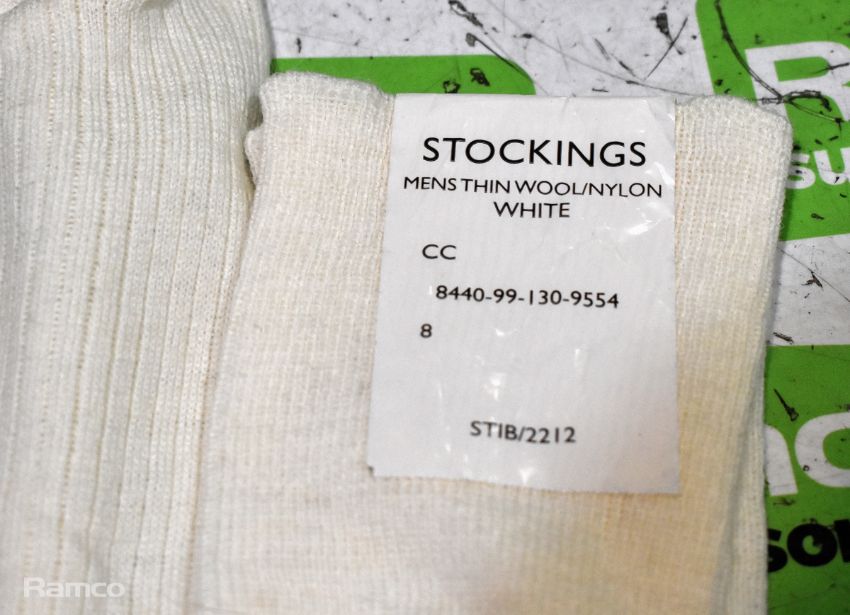 STOCKINGS
MENS THIN WOOL/NYLON
WHITE
CC
8440-99-130-9554
8
STIB/2212
Ramco